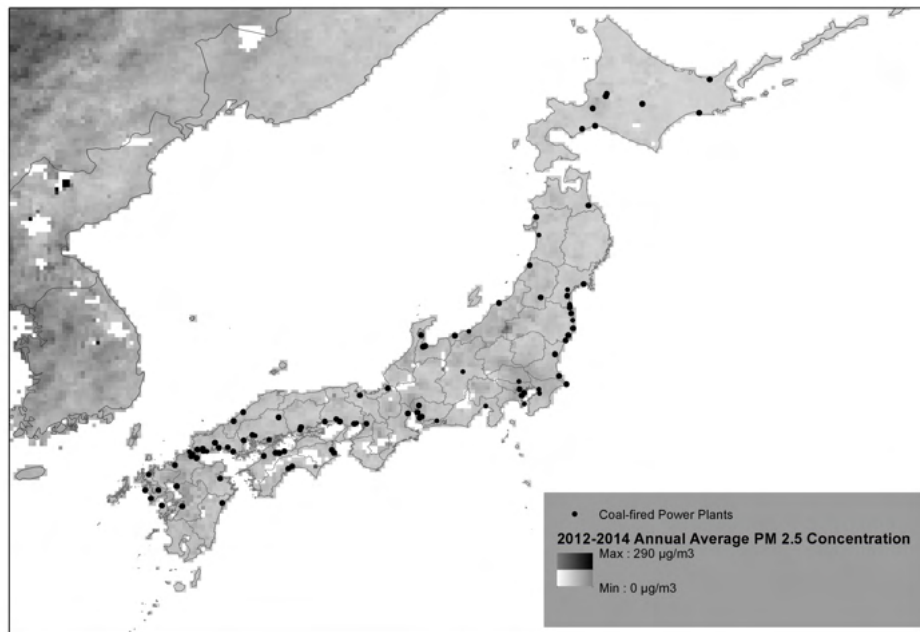 Coal-fired Power Plants
2012-2014 Annual Average PM 2.5 Concentration
Max : 290 µg/m3
Min : 0 µg/m3